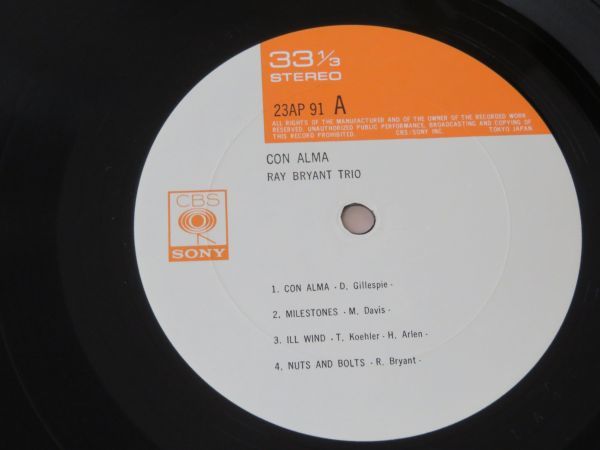 33 1/3
STEREO
23AP 91 A
ALL RIGHTS OF THE MANUFACTURER AND OF THE OWNER OF THE RECORDED WORK
RESERVED. UNAUTHORIZED PUBLIC PERFORMANCE, BROADCASTING AND COPYING OF
THIS RECORD PROHIBITED. CBS/SONY INC. TOKYO JAPAN
CON ALMA
RAY BRYANT TRIO
CBS
SONY
1. CON ALMA - D. Gillespie -
2. MILESTONES - M. Davis -
3. ILL WIND - T. Koehler - H. Arlen -
4. NUTS AND BOLTS - R. Bryant -